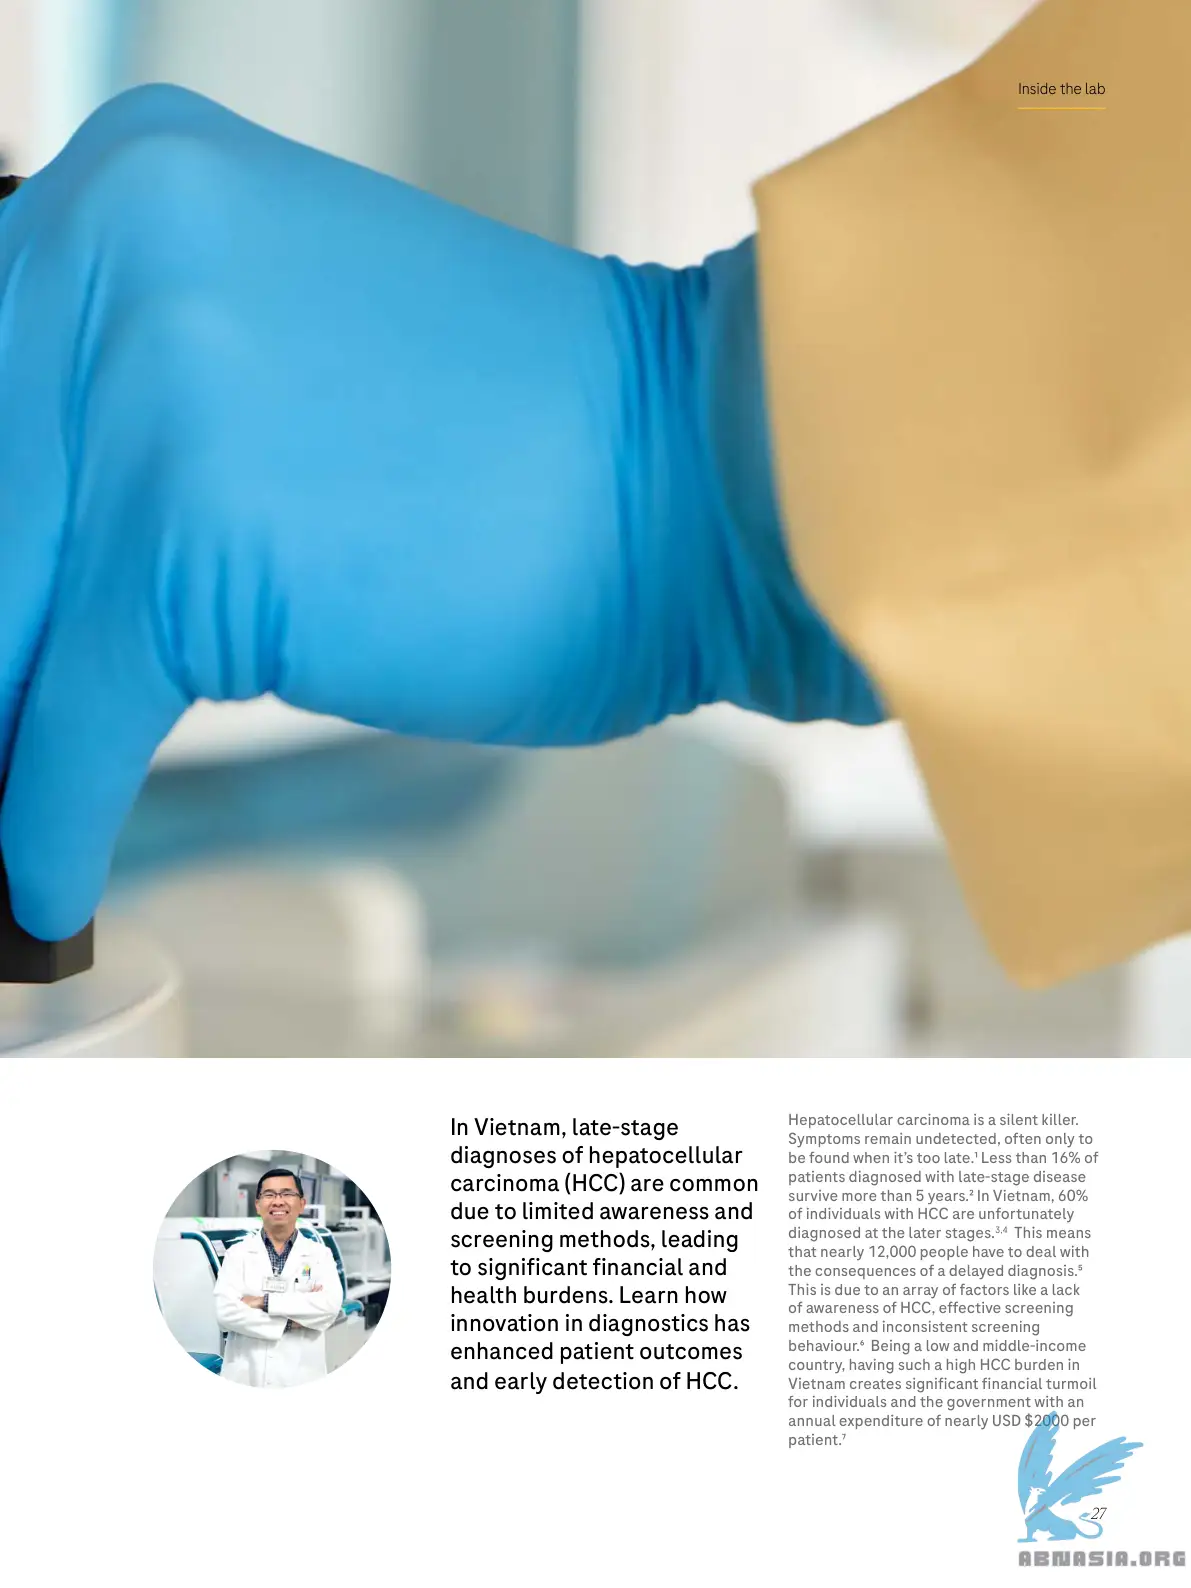 Inside the lab
In Vietnam, late-stage
diagnoses of hepatocellular
carcinoma (HCC) are common
due to limited awareness and
screening methods, leading
to significant financial and
health burdens. Learn how
innovation in diagnostics has
enhanced patient outcomes
and early detection of HCC.
Hepatocellular carcinoma is a silent killer.
Symptoms remain undetected, often only to
be found when it's too late.¹ Less than 16% of
patients diagnosed with late-stage disease
survive more than 5 years.² In Vietnam, 60%
of individuals with HCC are unfortunately
diagnosed at the later stages.³,⁴ This means
that nearly 12,000 people have to deal with
the consequences of a delayed diagnosis.⁵
This is due to an array of factors like a lack
of awareness of HCC, effective screening
methods and inconsistent screening
behaviour.⁶ Being a low and middle-income
country, having such a high HCC burden in
Vietnam creates significant financial turmoil
for individuals and the government with an
annual expenditure of nearly USD $2000 per
patient.⁷
27
ABNASIA.ORG